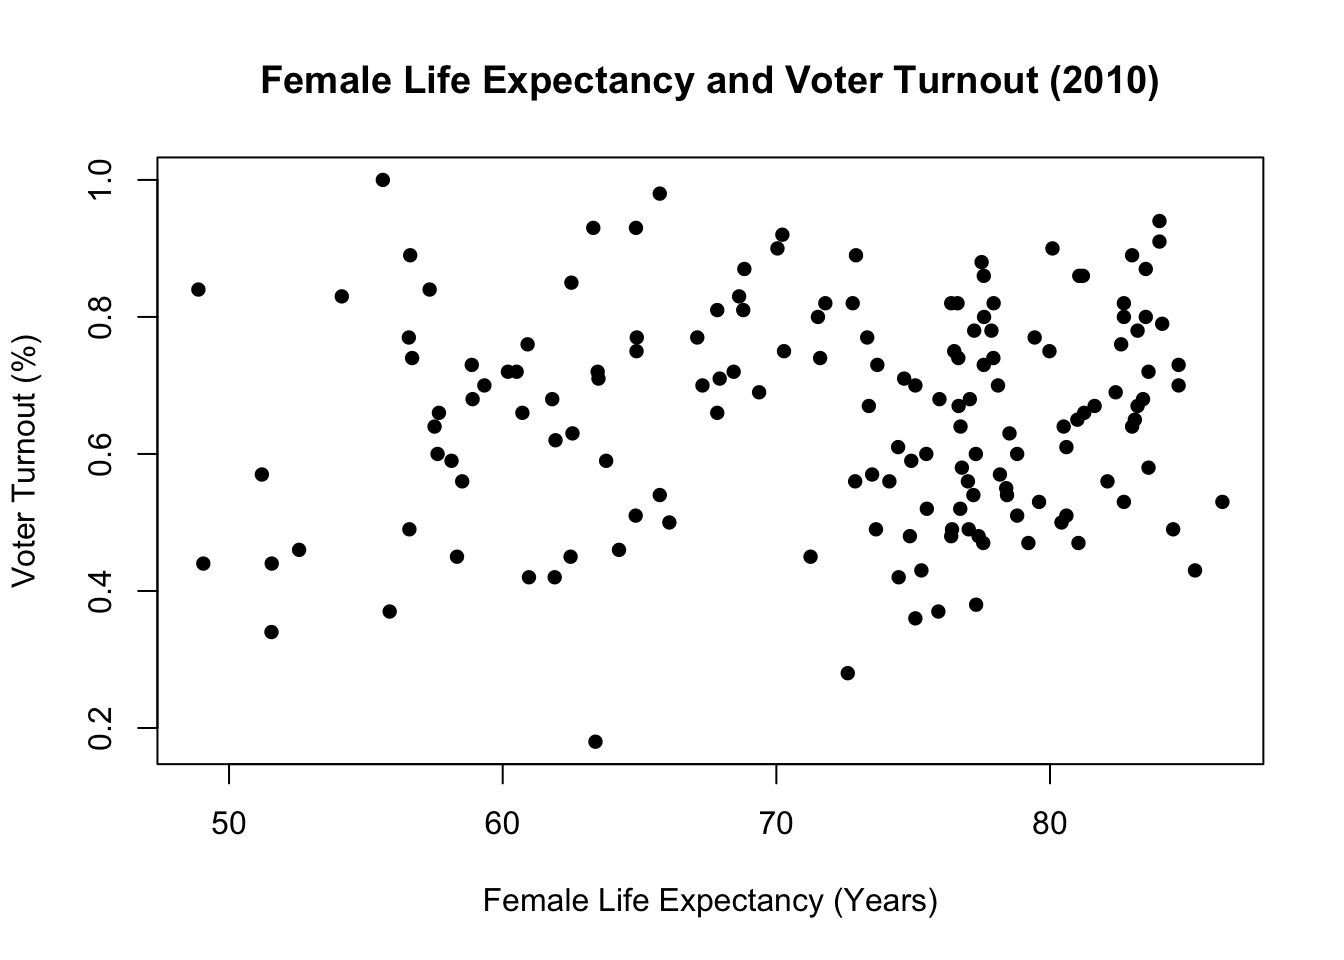 Female Life Expectancy and Voter Turnout (2010)
Voter Turnout (%)
1.0
0.8
0.6
0.4
0.2
50 60 70 80
Female Life Expectancy (Years)